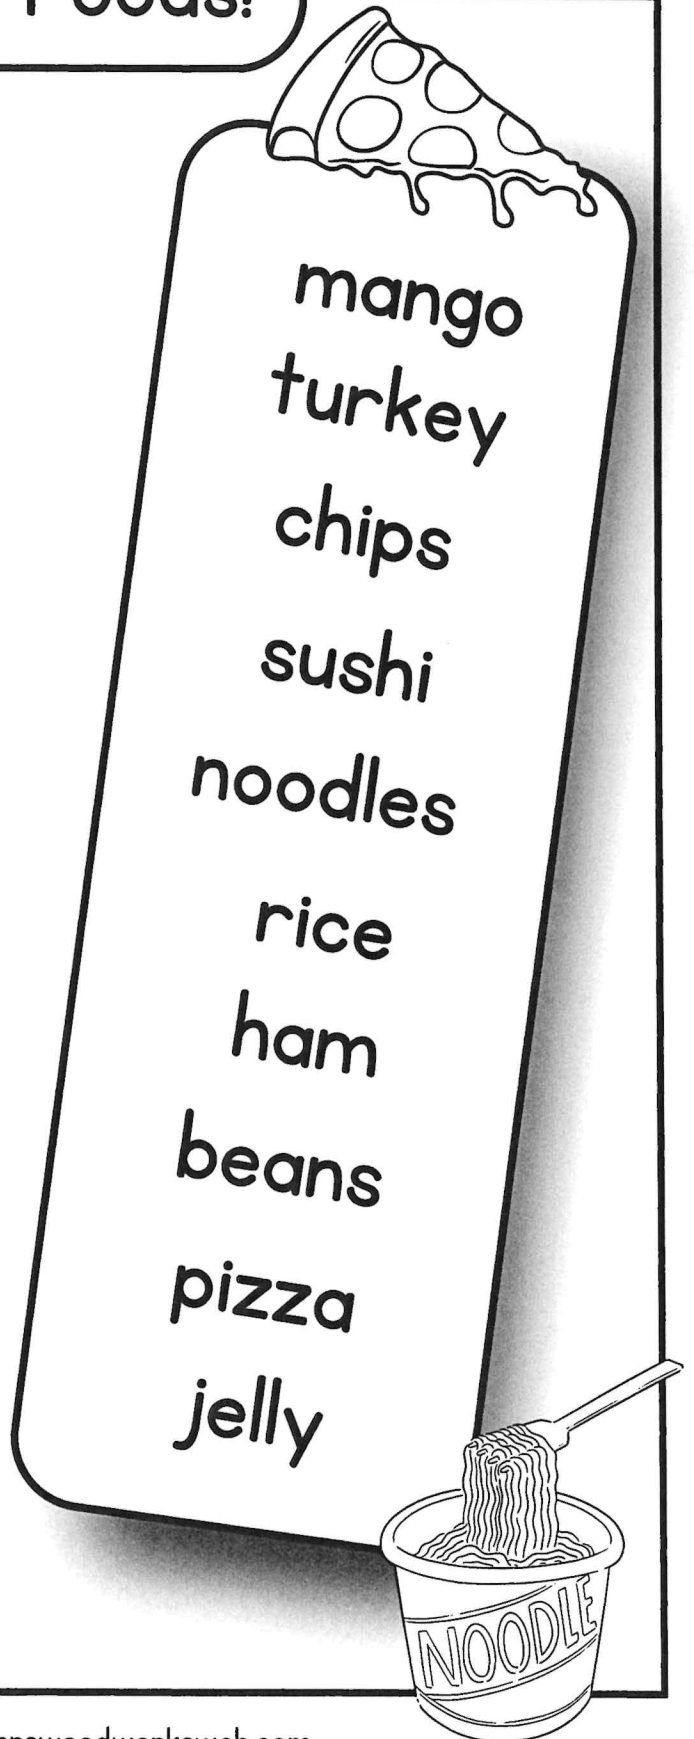 Foods!
mango
turkey
chips
sushi
noodles
rice
ham
beans
pizza
jelly
NOODLE